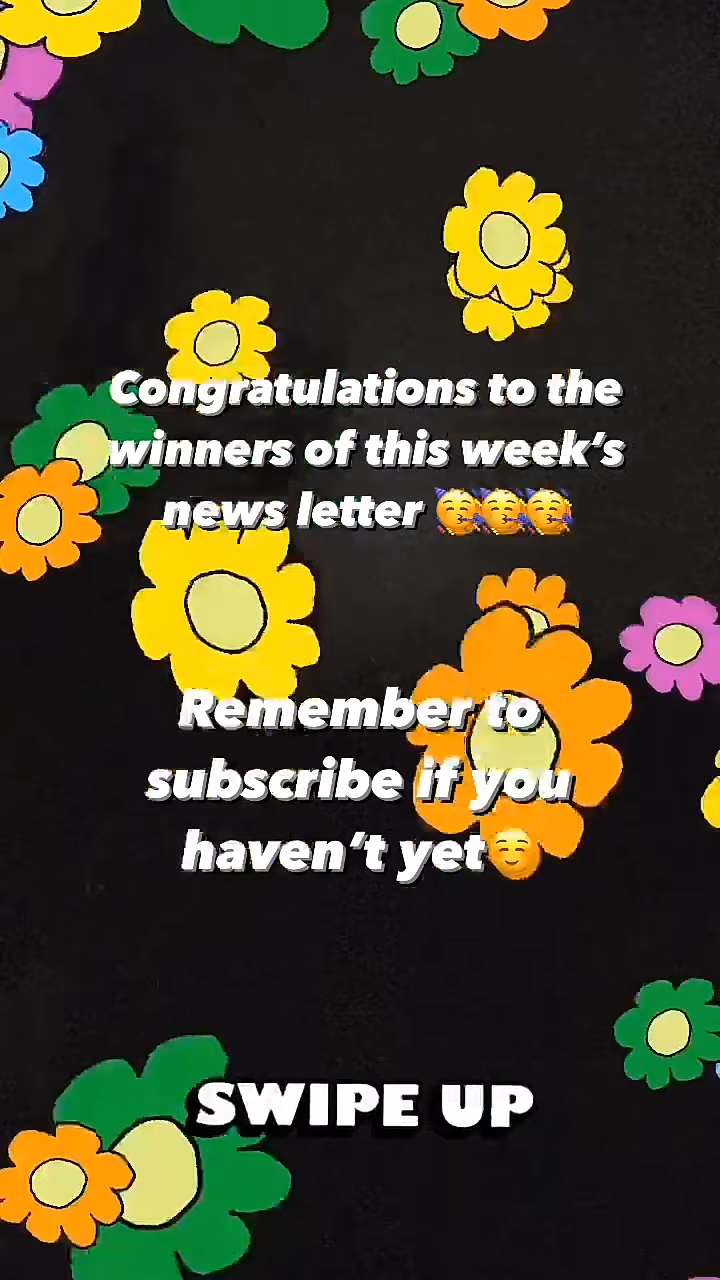 Congratulations to the
winners of this week's
news letter 🥳🥳🥳
Remember to
subscribe if you
haven't yet☺️
SWIPE UP